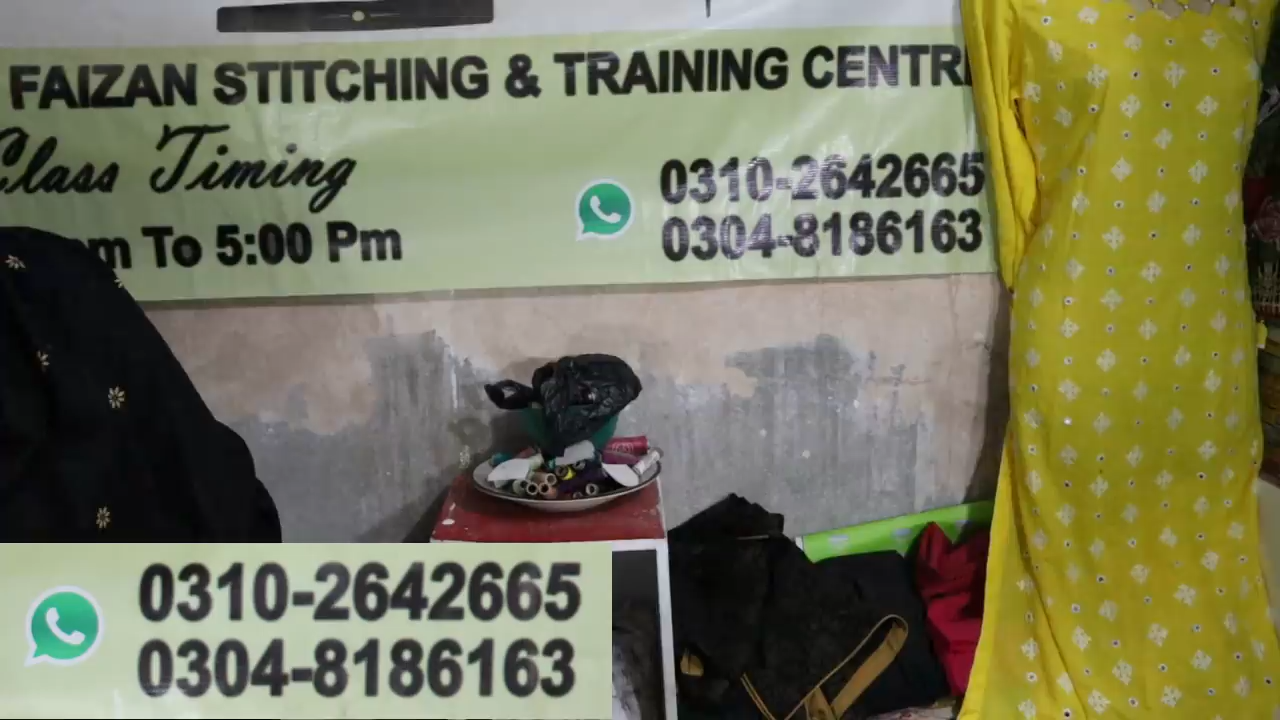 FAIZAN STITCHING & TRAINING CENTR
Class Timing
To 5:00 Pm
0310-2642665
0304-8186163
0310-2642665
0304-8186163